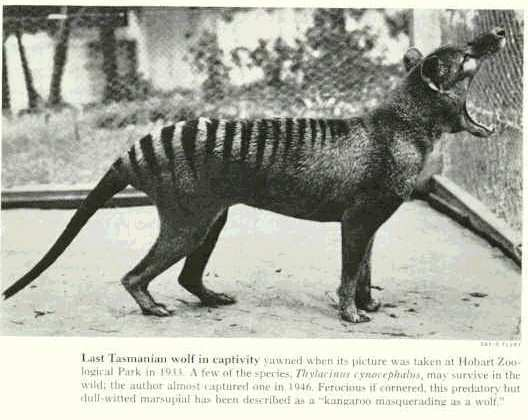 DAVID FLEAY
Last Tasmanian wolf in captivity yawned when its picture was taken at Hobart Zoo-
logical Park in 1933. A few of the species, Thylacinus cynocephalus, may survive in the
wild; the author almost captured one in 1946. Ferocious if cornered, this predatory but
dull-witted marsupial has been described as a “kangaroo masquerading as a wolf.”